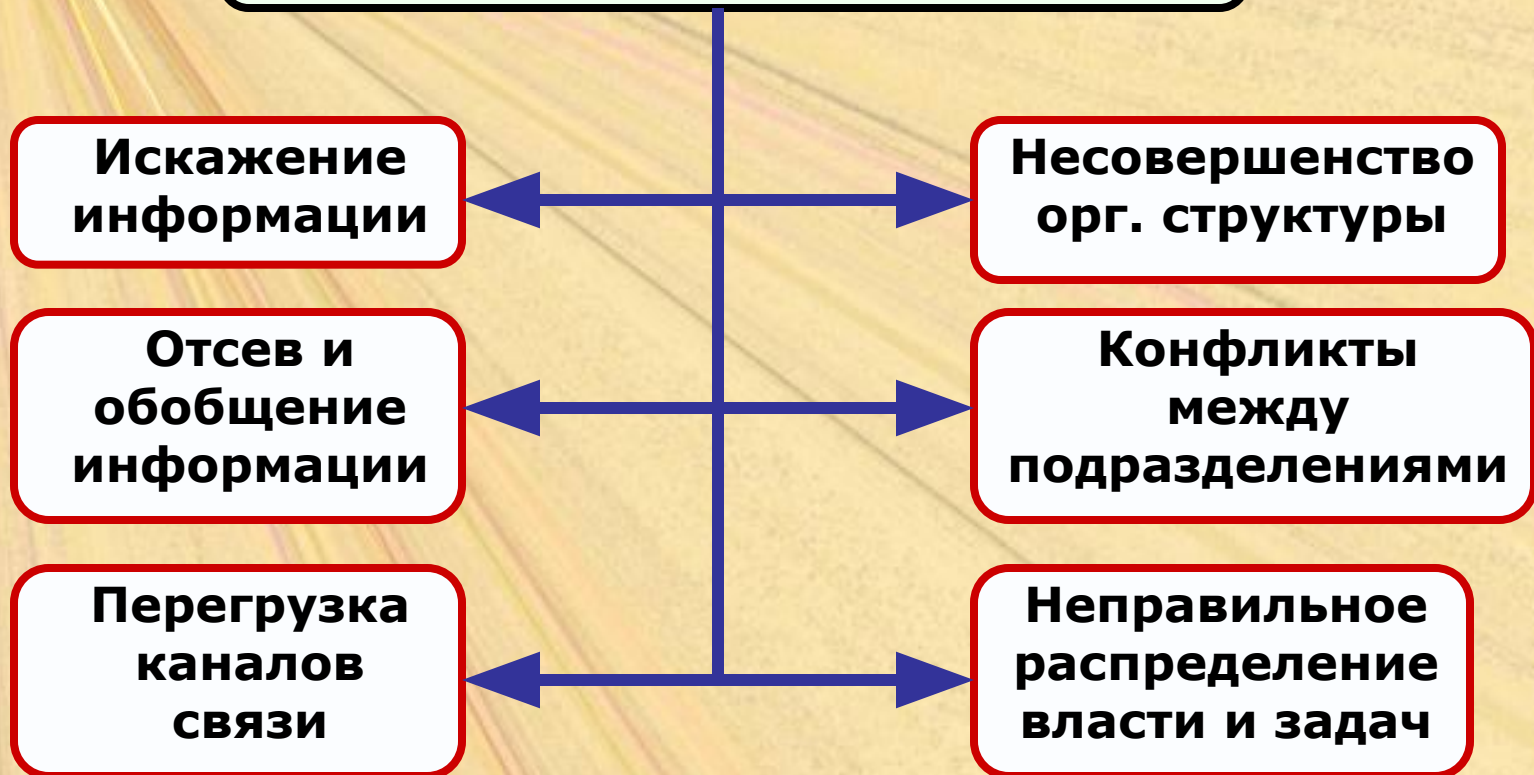 Искажение
информации
Несовершенство
орг. структуры
Отсев и
обобщение
информации
Конфликты
между
подразделениями
Перегрузка
каналов
связи
Неправильное
распределение
власти и задач